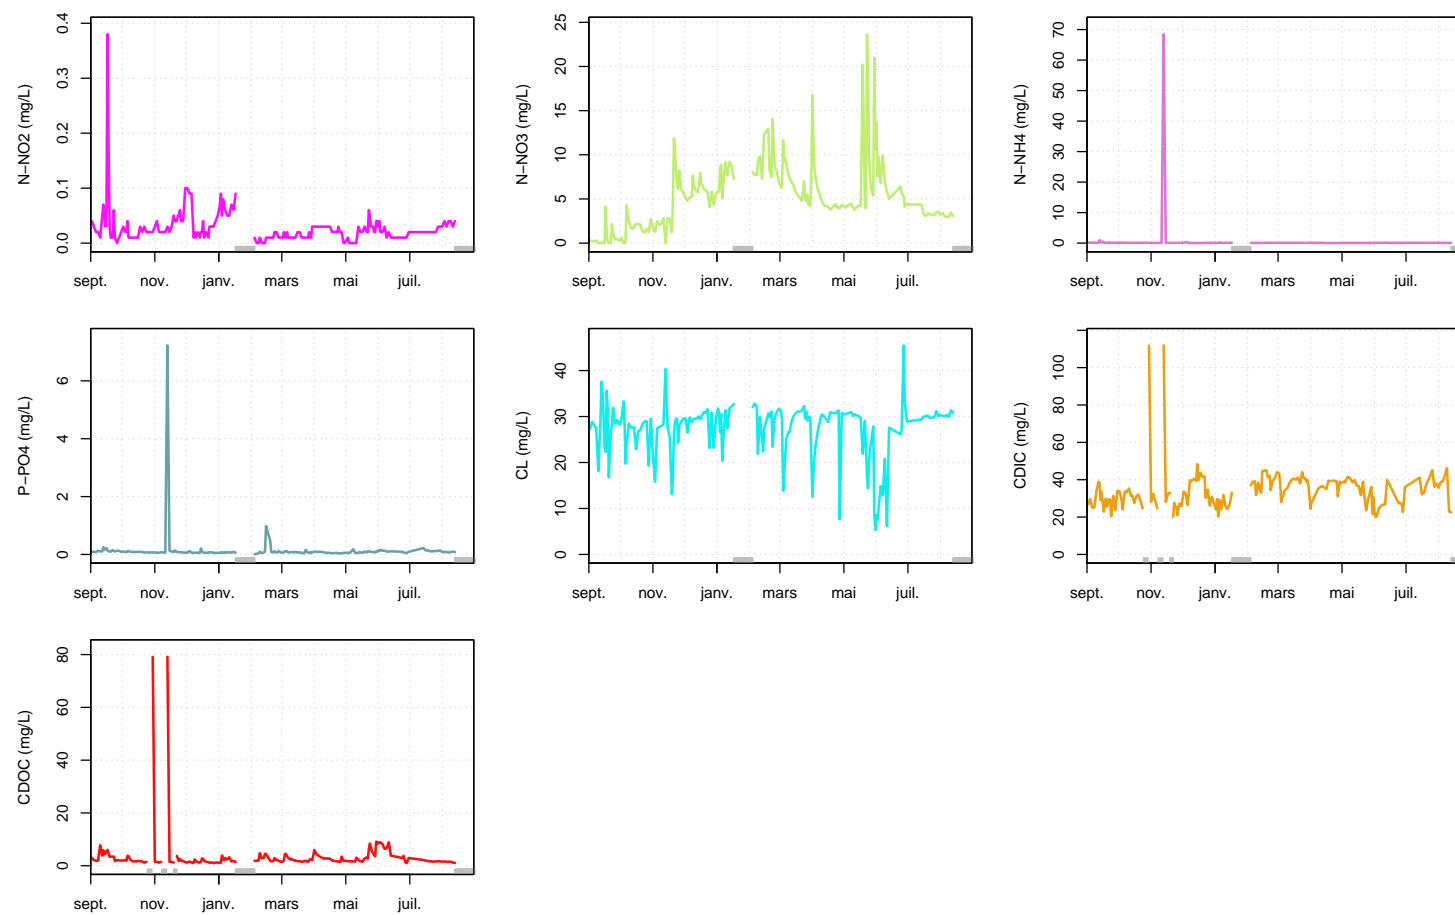 N−NO2 (mg/L)
0.0 0.1 0.2 0.3 0.4
sept. nov. janv. mars mai juil.
N−NO3 (mg/L)
0 5 10 15 20 25
sept. nov. janv. mars mai juil.
N−NH4 (mg/L)
0 10 20 30 40 50 60 70
sept. nov. janv. mars mai juil.
P−PO4 (mg/L)
0 2 4 6
sept. nov. janv. mars mai juil.
CL (mg/L)
0 10 20 30 40
sept. nov. janv. mars mai juil.
CDIC (mg/L)
0 20 40 60 80 100
sept. nov. janv. mars mai juil.
CDOC (mg/L)
0 20 40 60 80
sept. nov. janv. mars mai juil.